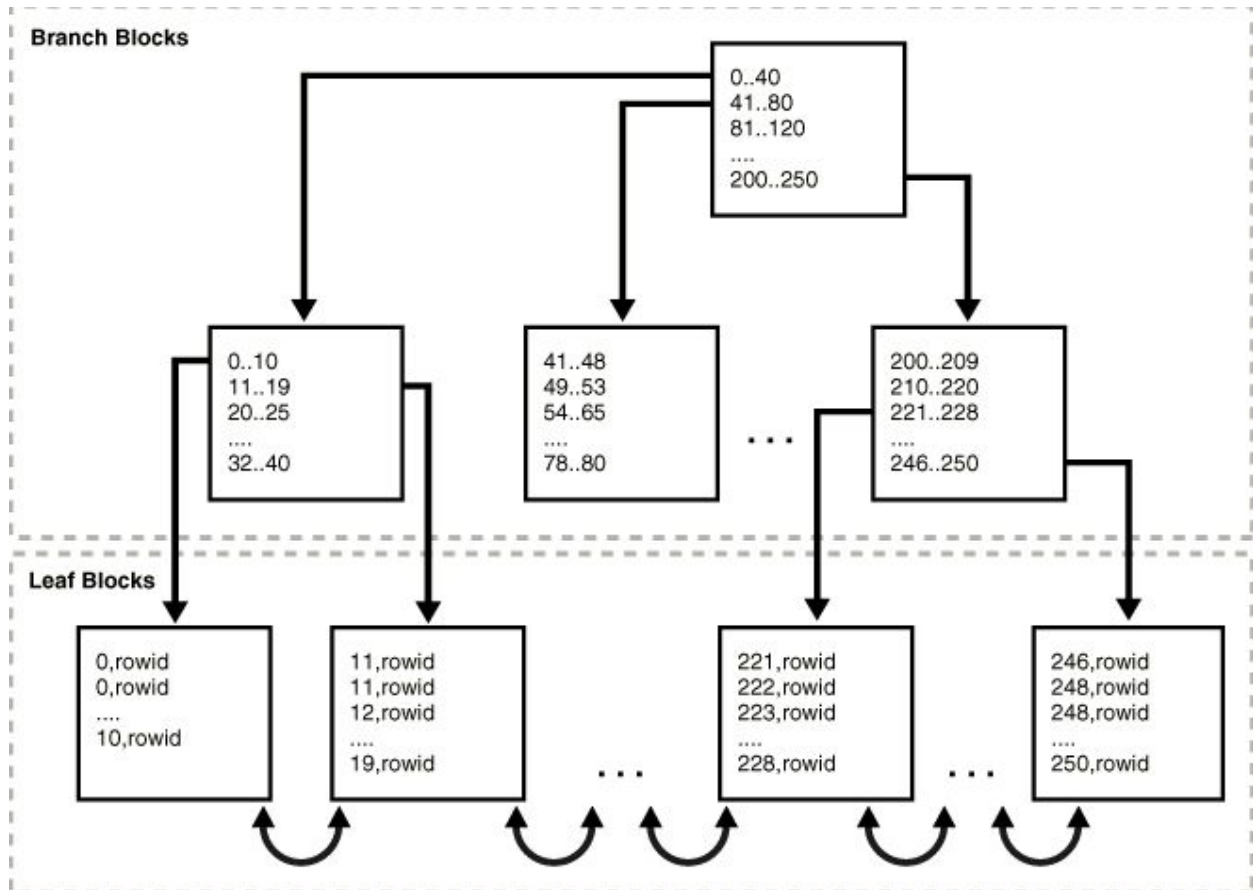 Branch Blocks
0..40
41..80
81..120
....
200..250
0..10
11..19
20..25
....
32..40
41..48
49..53
54..65
....
78..80
...
200..209
210..220
221..228
....
246..250
Leaf Blocks
0,rowid
0,rowid
....
10,rowid
11,rowid
11,rowid
12,rowid
....
19,rowid
...
221,rowid
222,rowid
223,rowid
....
228,rowid
...
246,rowid
248,rowid
248,rowid
....
250,rowid